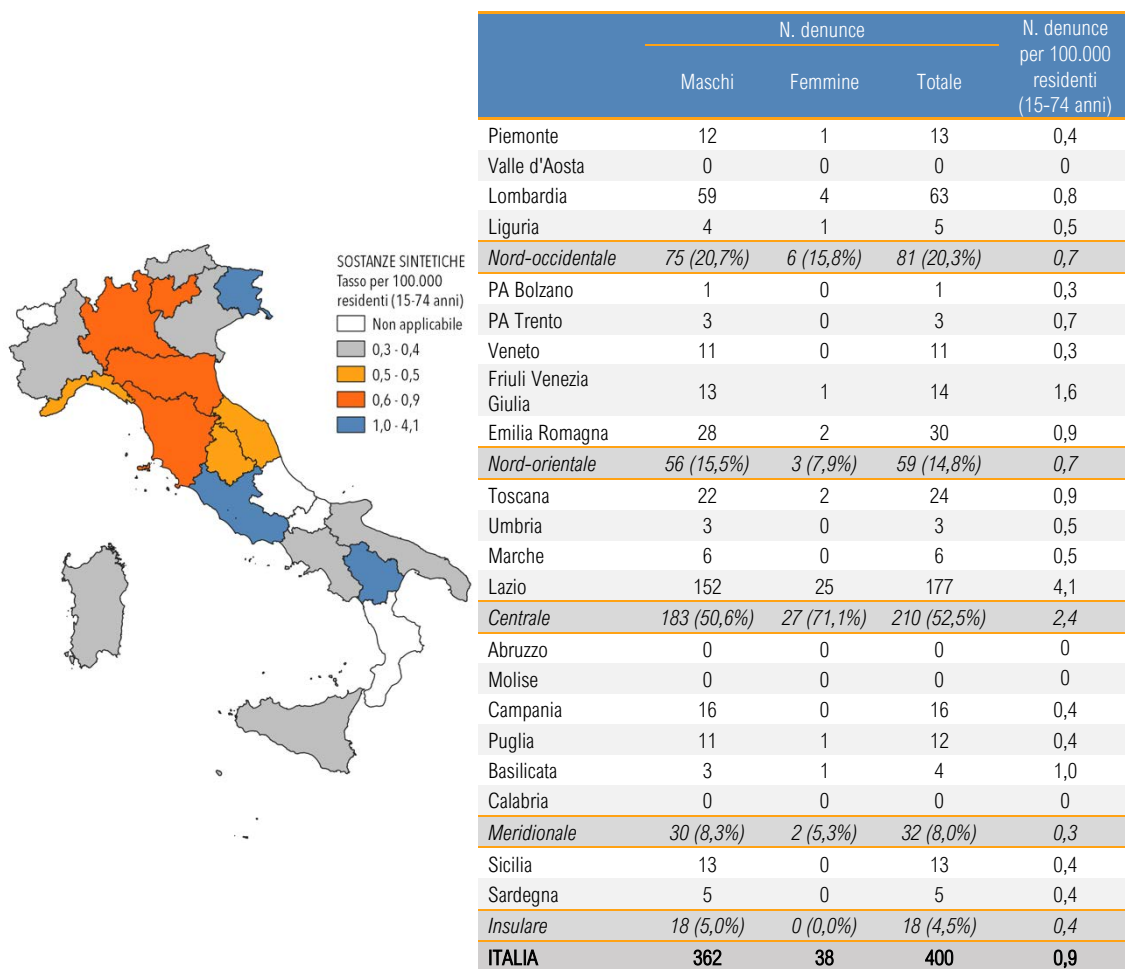 SOSTANZE SINTETICHE
Tasso per 100.000
residenti (15-74 anni)
Non applicabile
0,3 - 0,4
0,5 - 0,5
0,6 - 0,9
1,0 - 4,1
N. denunce
N. denunce
per 100.000
residenti
(15-74 anni)
Maschi Femmine Totale
Piemonte 12 1 13 0,4
Valle d'Aosta 0 0 0 0
Lombardia 59 4 63 0,8
Liguria 4 1 5 0,5
Nord-occidentale 75 (20,7%) 6 (15,8%) 81 (20,3%) 0,7
PA Bolzano 1 0 1 0,3
PA Trento 3 0 3 0,7
Veneto 11 0 11 0,3
Friuli Venezia
Giulia 13 1 14 1,6
Emilia Romagna 28 2 30 0,9
Nord-orientale 56 (15,5%) 3 (7,9%) 59 (14,8%) 0,7
Toscana 22 2 24 0,9
Umbria 3 0 3 0,5
Marche 6 0 6 0,5
Lazio 152 25 177 4,1
Centrale 183 (50,6%) 27 (71,1%) 210 (52,5%) 2,4
Abruzzo 0 0 0 0
Molise 0 0 0 0
Campania 16 0 16 0,4
Puglia 11 1 12 0,4
Basilicata 3 1 4 1,0
Calabria 0 0 0 0
Meridionale 30 (8,3%) 2 (5,3%) 32 (8,0%) 0,3
Sicilia 13 0 13 0,4
Sardegna 5 0 5 0,4
Insulare 18 (5,0%) 0 (0,0%) 18 (4,5%) 0,4
ITALIA 362 38 400 0,9